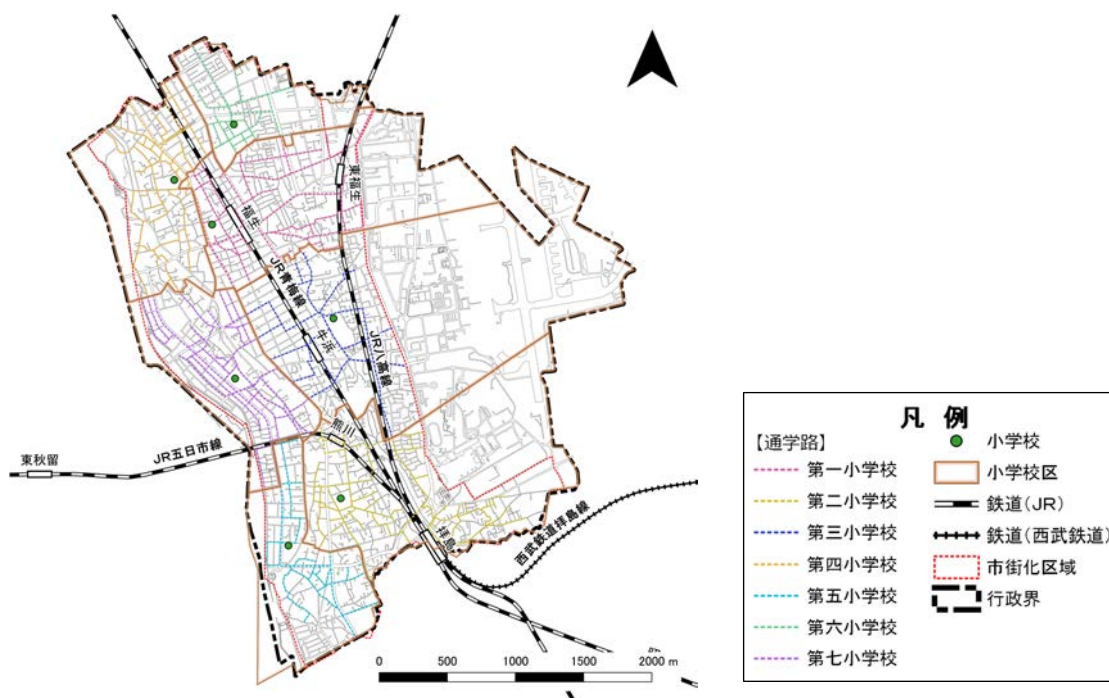 東福生
福生
JR青梅線
牛浜
JR八高線
熊川
JR五日市線
東秋留
拝島
西武鉄道拝島線
0 500 1000 1500 2000 m
凡 例
【通学路】
第一小学校
第二小学校
第三小学校
第四小学校
第五小学校
第六小学校
第七小学校
小学校
小学校区
鉄道(JR)
鉄道(西武鉄道)
市街化区域
行政界